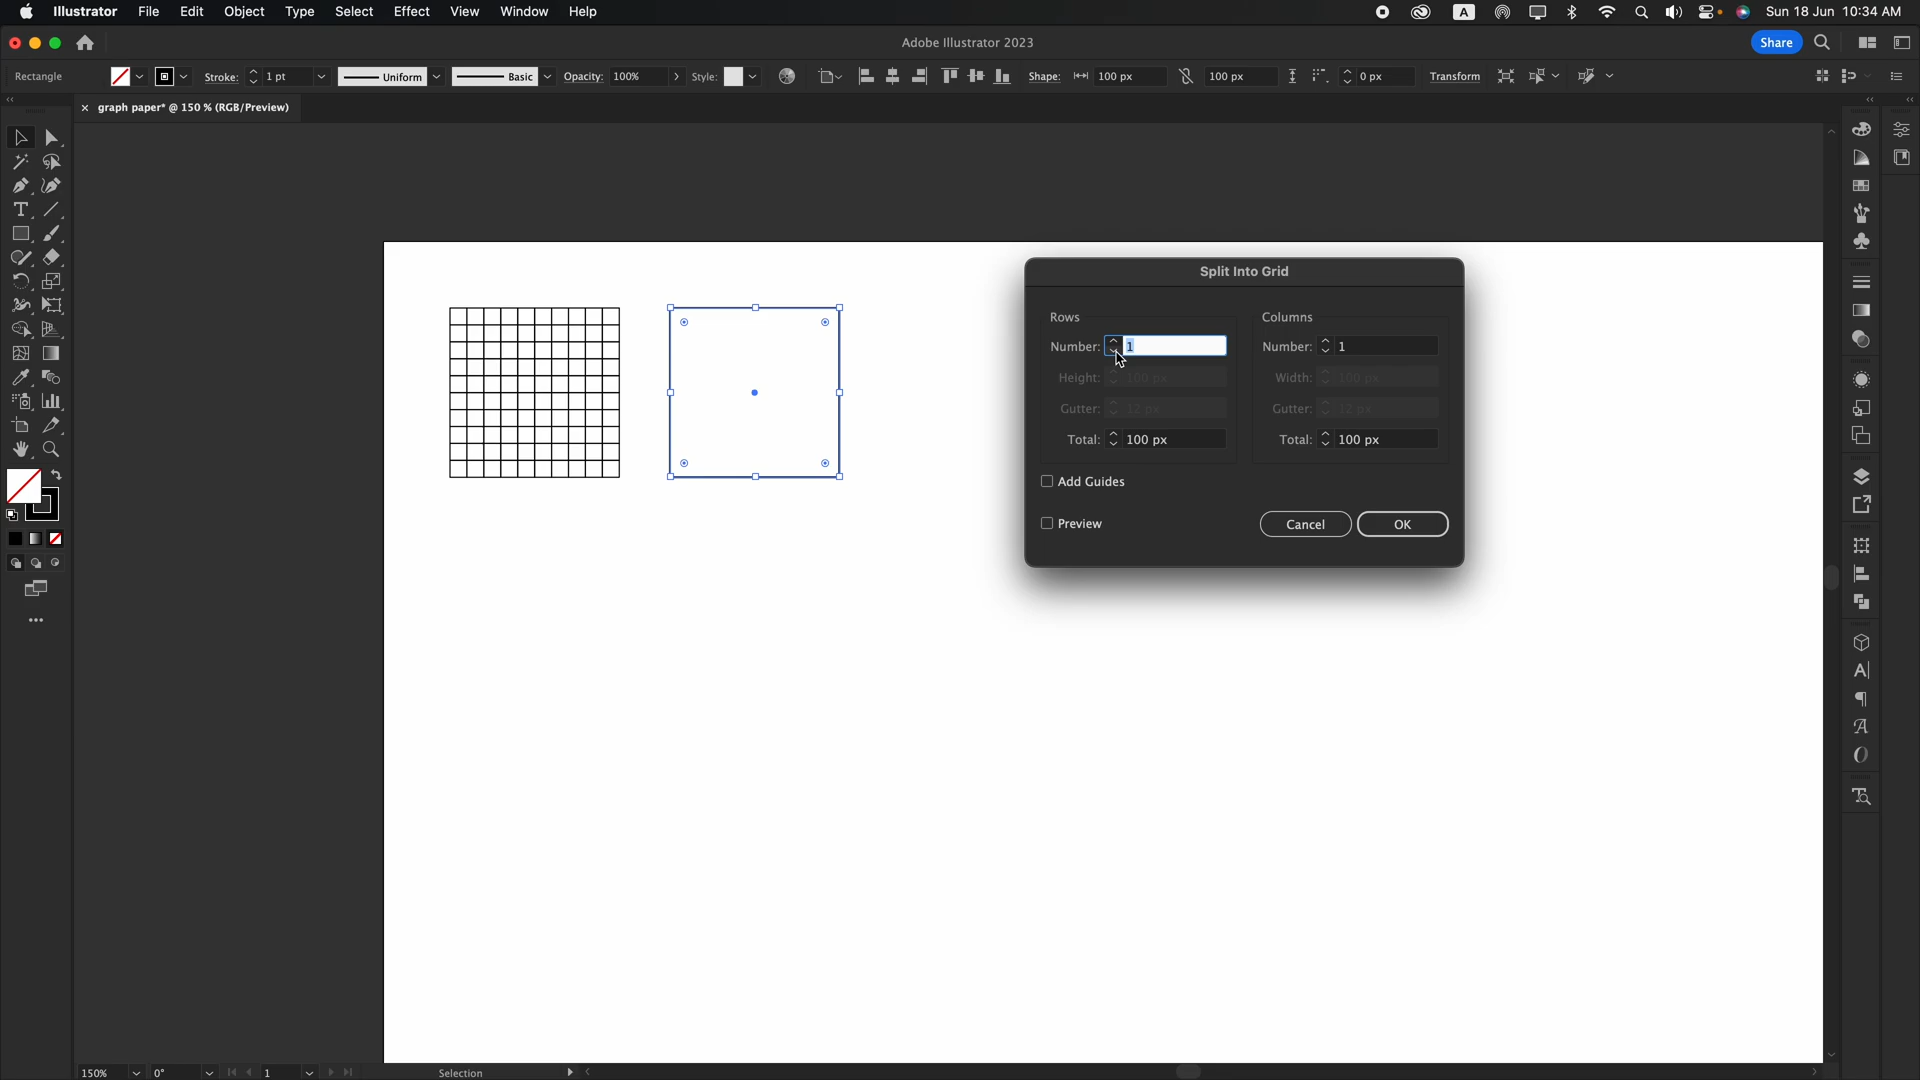 Illustrator File Edit Object Type Select Effect View Window Help A Sun 18 Jun 10:34 AM
Adobe Illustrator 2023 Share
Rectangle Stroke: 1 pt Uniform Basic Opacity: 100% Style: Shape: 100 px 100 px 0 px Transform
× graph paper* @ 150 % (RGB/Preview)
Split Into Grid
Rows Columns
Number: 1 Number: 1
Height: 100 px Width: 100 px
Gutter: 12 px Gutter: 12 px
Total: 100 px Total: 100 px
Add Guides
Preview Cancel OK
150% 0° 1 Selection